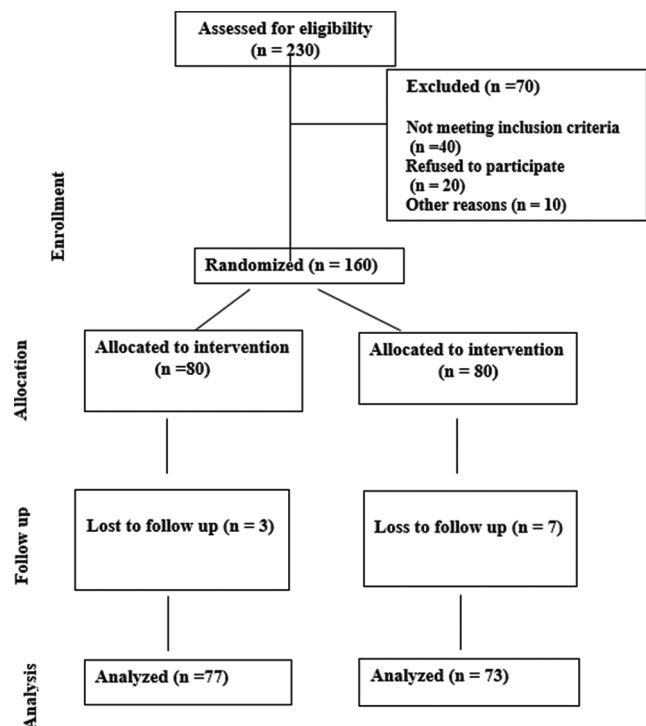 Assessed for eligibility
(n = 230)
Excluded (n =70)
Not meeting inclusion criteria
(n =40)
Refused to participate
(n = 20)
Other reasons (n = 10)
Enrollment
Randomized (n = 160)
Allocation
Allocated to intervention
(n =80)
Allocated to intervention
(n = 80)
Follow up
Lost to follow up (n = 3)
Loss to follow up (n = 7)
Analysis
Analyzed (n =77)
Analyzed (n = 73)